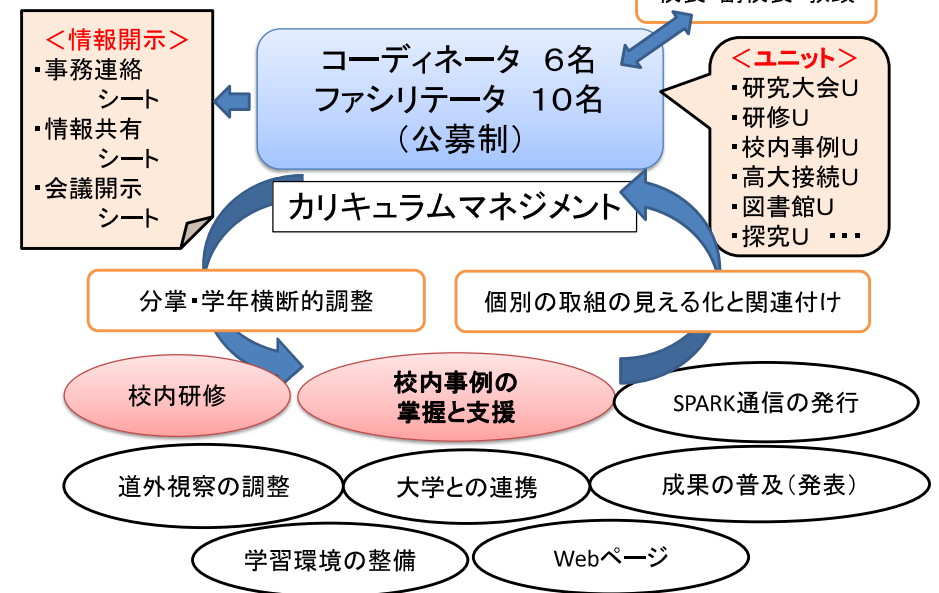 ＜情報開示＞
・事務連絡
シート
・情報共有
シート
・会議開示
シート
コーディネータ　６名
ファシリテータ　１０名
（公募制）
＜ユニット＞
・研究大会U
・研修U
・校内事例U
・高大接続U
・図書館U
・探究U　・・・
カリキュラムマネジメント
分掌・学年横断的調整
個別の取組の見える化と関連付け
校内研修
校内事例の
掌握と支援
SPARK通信の発行
道外視察の調整
大学との連携
成果の普及（発表）
学習環境の整備
Webページ